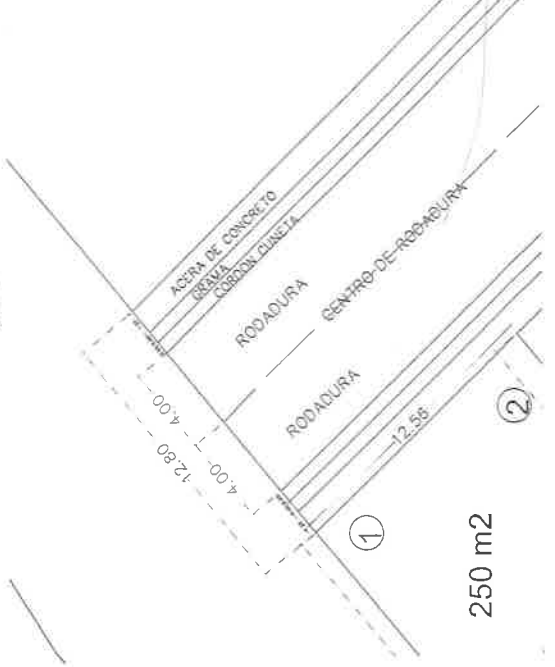 ACERA DE CONCRETO
GRAMA
CORDON CUNETA
RODADURA
CENTRO DE RODADURA
RODADURA
4.00
12.80
4.00
12.58
1
2
250 m2